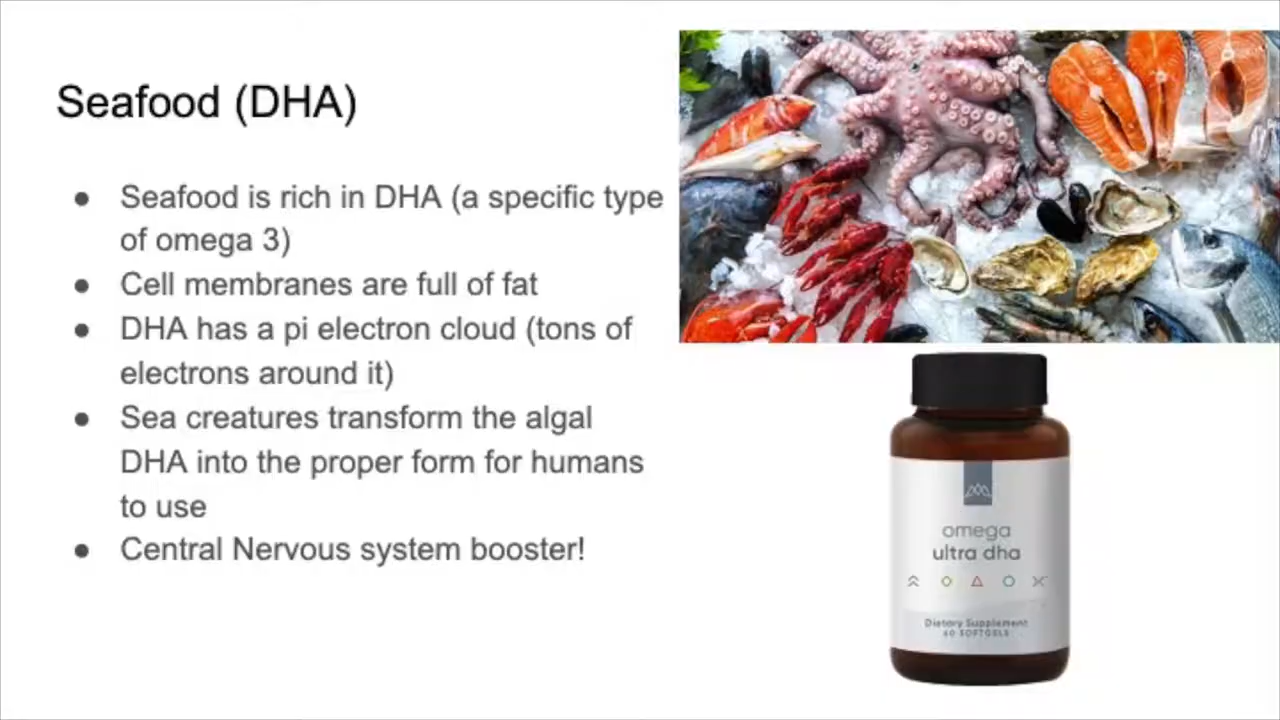 Seafood (DHA)
● Seafood is rich in DHA (a specific type
of omega 3)
● Cell membranes are full of fat
● DHA has a pi electron cloud (tons of
electrons around it)
● Sea creatures transform the algal
DHA into the proper form for humans
to use
● Central Nervous system booster!
omega
ultra dha
Dietary Supplement
60 SOFTGELS